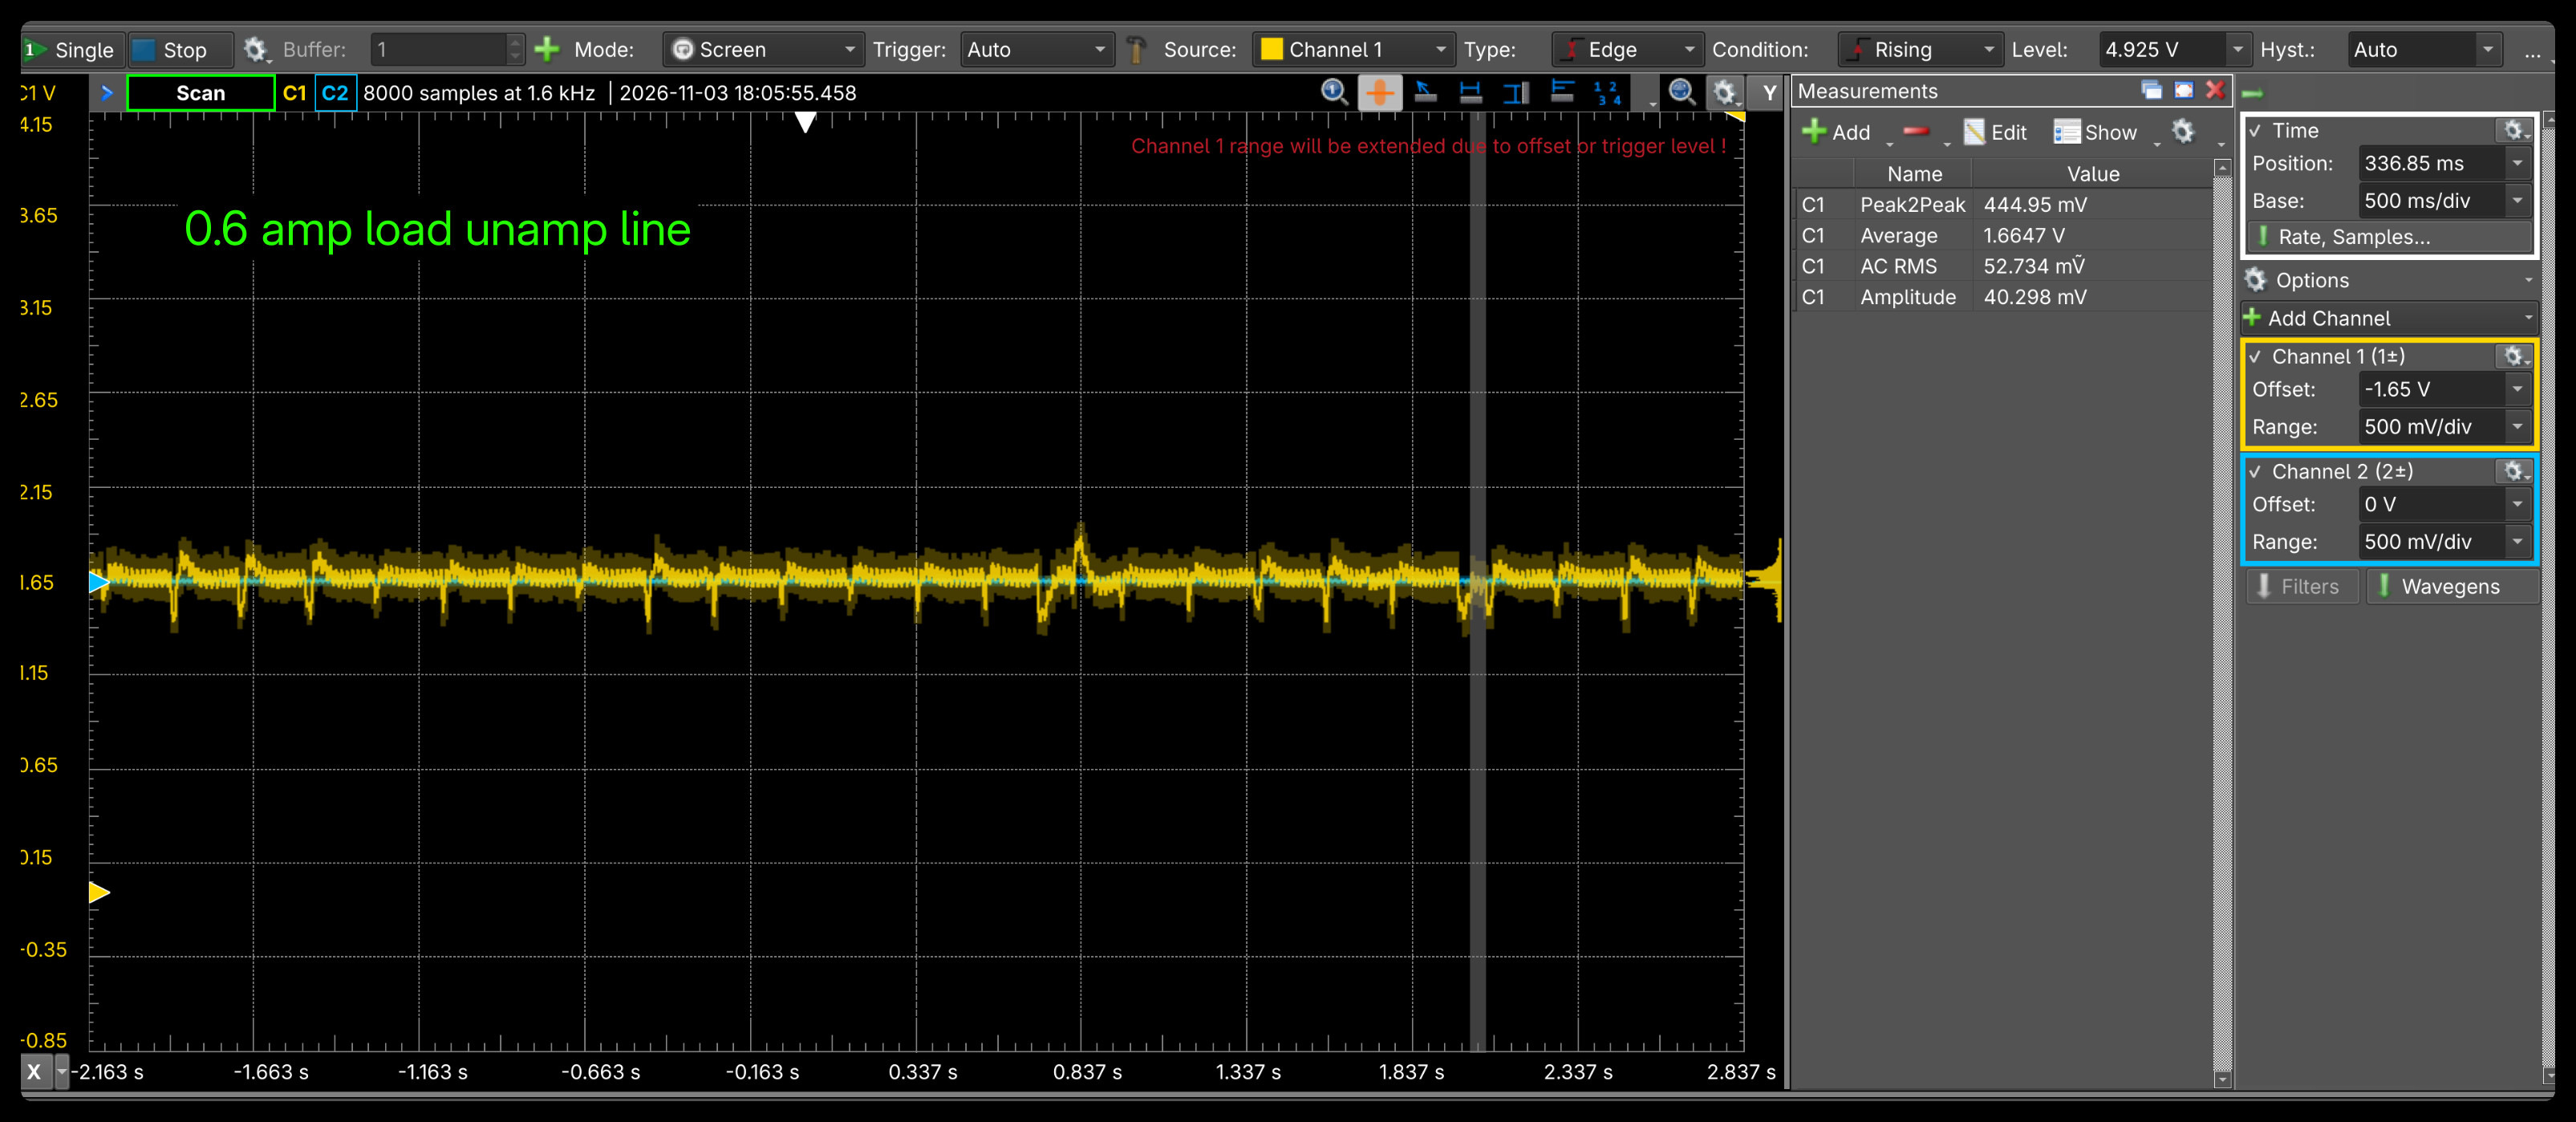 Single Stop Buffer: 1 Mode: Screen Trigger: Auto Source: Channel 1 Type: Edge Condition: Rising Level: 4.925 V Hyst.: Auto ...
C1 V Scan C1 C2 8000 samples at 1.6 kHz | 2026-11-03 18:05:55.458 Y
Channel 1 range will be extended due to offset or trigger level !
0.6 amp load unamp line
4.15
3.65
3.15
2.65
2.15
1.65
1.15
0.65
0.15
-0.35
-0.85
X -2.163 s -1.663 s -1.163 s -0.663 s -0.163 s 0.337 s 0.837 s 1.337 s 1.837 s 2.337 s 2.837 s
Measurements
Add Edit Show
Name Value
C1 Peak2Peak 444.95 mV
C1 Average 1.6647 V
C1 AC RMS 52.734 mṼ
C1 Amplitude 40.298 mV
Time
Position: 336.85 ms
Base: 500 ms/div
Rate, Samples...
Options
Add Channel
Channel 1 (1±)
Offset: -1.65 V
Range: 500 mV/div
Channel 2 (2±)
Offset: 0 V
Range: 500 mV/div
Filters Wavegens